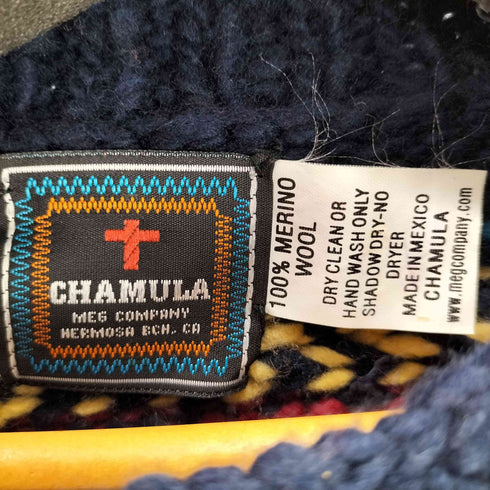 CHAMULA
MEG COMPANY
HERMOSA BCH. CA
100% MERINO
WOOL
DRY CLEAN OR
HAND WASH ONLY
SHADOW DRY-NO
DRYER
MADE IN MEXICO
CHAMULA
www.megcompany.com